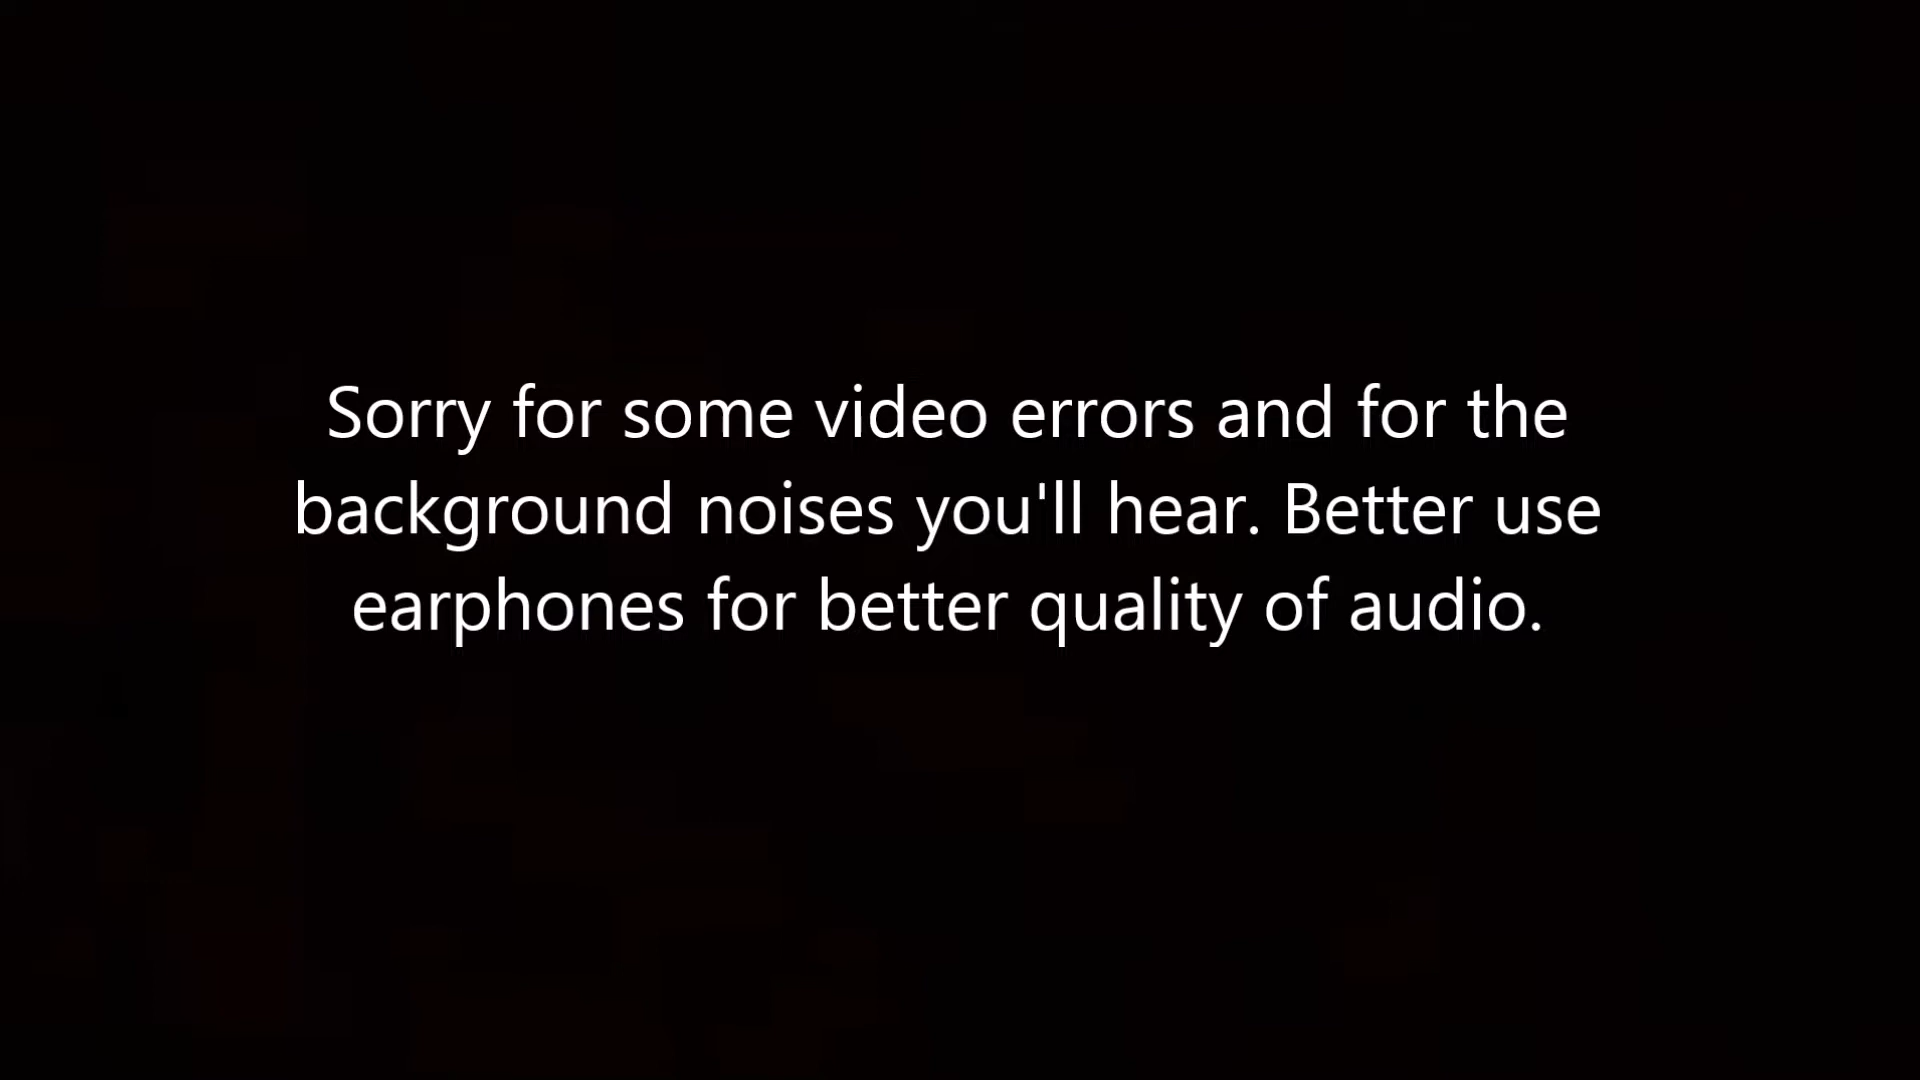 Sorry for some video errors and for the
background noises you'll hear. Better use
earphones for better quality of audio.